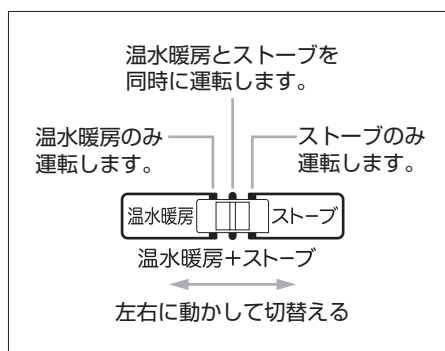 温水暖房とストーブを
同時に運転します。
温水暖房のみ
運転します。
ストーブのみ
運転します。
温水暖房
ストーブ
温水暖房+ストーブ
左右に動かして切替える